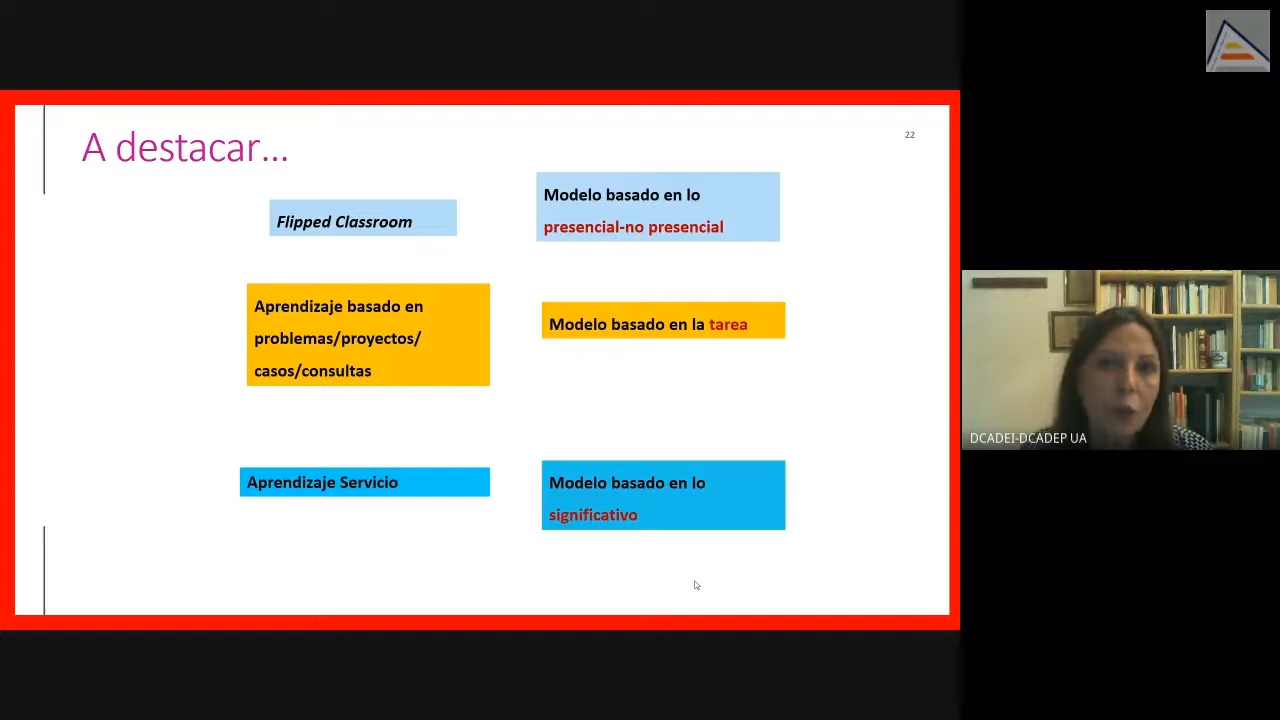 A destacar...
22
Flipped Classroom
Modelo basado en lo
presencial-no presencial
Aprendizaje basado en
problemas/proyectos/
casos/consultas
Modelo basado en la tarea
Aprendizaje Servicio
Modelo basado en lo
significativo
DCADEI-DCADEP UA